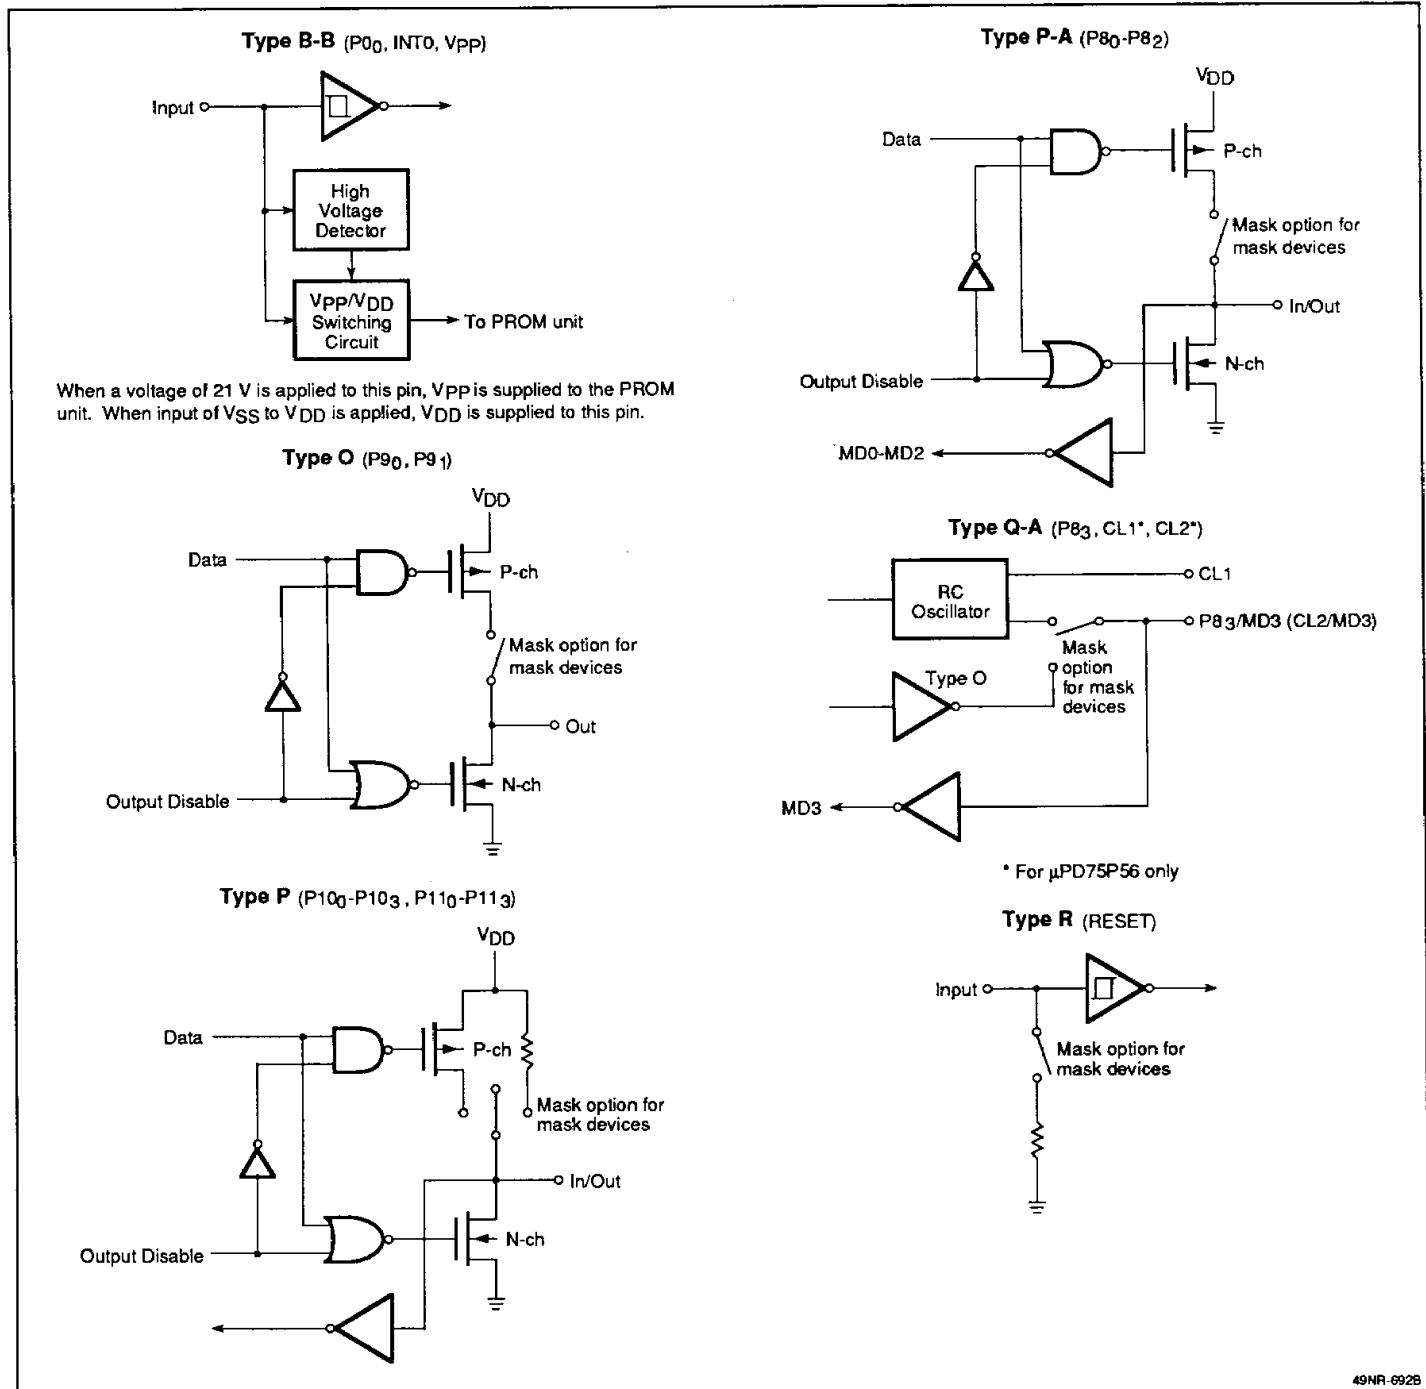 Type B-B (P00, INT0, VPP)
Input
High
Voltage
Detector
VPP/VDD
Switching
Circuit
To PROM unit
When a voltage of 21 V is applied to this pin, VPP is supplied to the PROM
unit. When input of VSS to VDD is applied, VDD is supplied to this pin.
Type O (P90, P91)
VDD
Data
P-ch
Mask option for
mask devices
Out
N-ch
Output Disable
Type P (P100-P103, P110-P113)
VDD
Data
P-ch
Mask option for
mask devices
In/Out
N-ch
Output Disable
Type P-A (P80-P82)
VDD
Data
P-ch
Mask option for
mask devices
In/Out
N-ch
Output Disable
MD0-MD2
Type Q-A (P83, CL1*, CL2*)
RC
Oscillator
CL1
P83/MD3 (CL2/MD3)
Mask
option
for mask
devices
Type O
MD3
* For μPD75P56 only
Type R (RESET)
Input
Mask option for
mask devices
49NR-692B